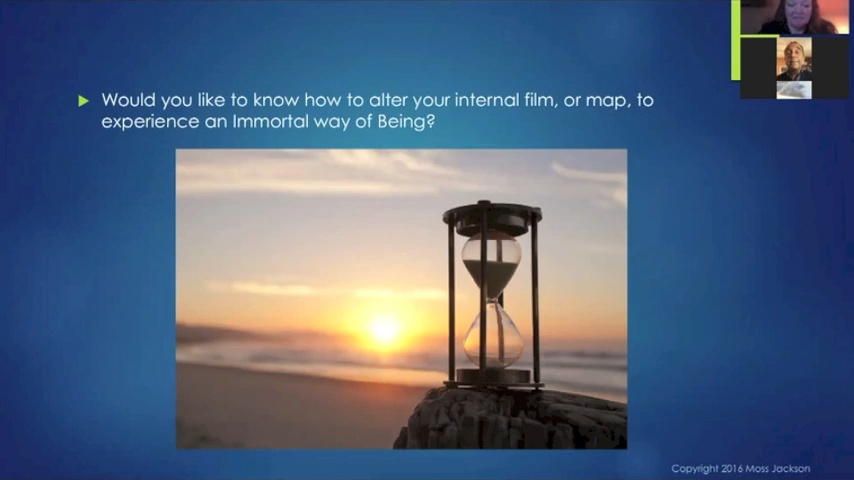 Would you like to know how to alter your internal film, or map, to
experience an Immortal way of Being?
Copyright 2016 Moss Jackson